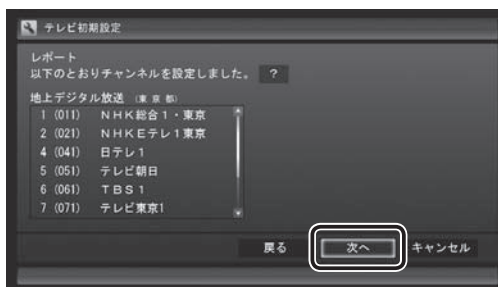 テレビ初期設定
レポート
以下のとおりチャンネルを設定しました。 ?
地上デジタル放送 (東京都)
1 (011) NHK総合1・東京
2 (021) NHKEテレ1東京
4 (041) 日テレ1
5 (051) テレビ朝日
6 (061) TBS1
7 (071) テレビ東京1
戻る 次へ キャンセル